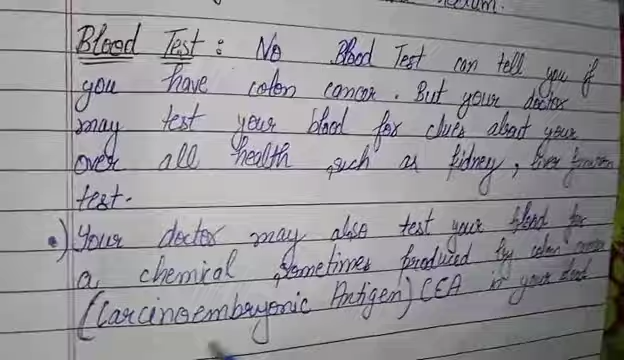 Blood Test : No Blood Test can tell you if
you have colon cancer. But your doctor
may test your blood for clues about your
over all health such as kidney, liver function
test.
•) Your doctor may also test your blood for
a chemical sometimes produced by colon cancer
(Carcinoembryonic Antigen) CEA in your blood